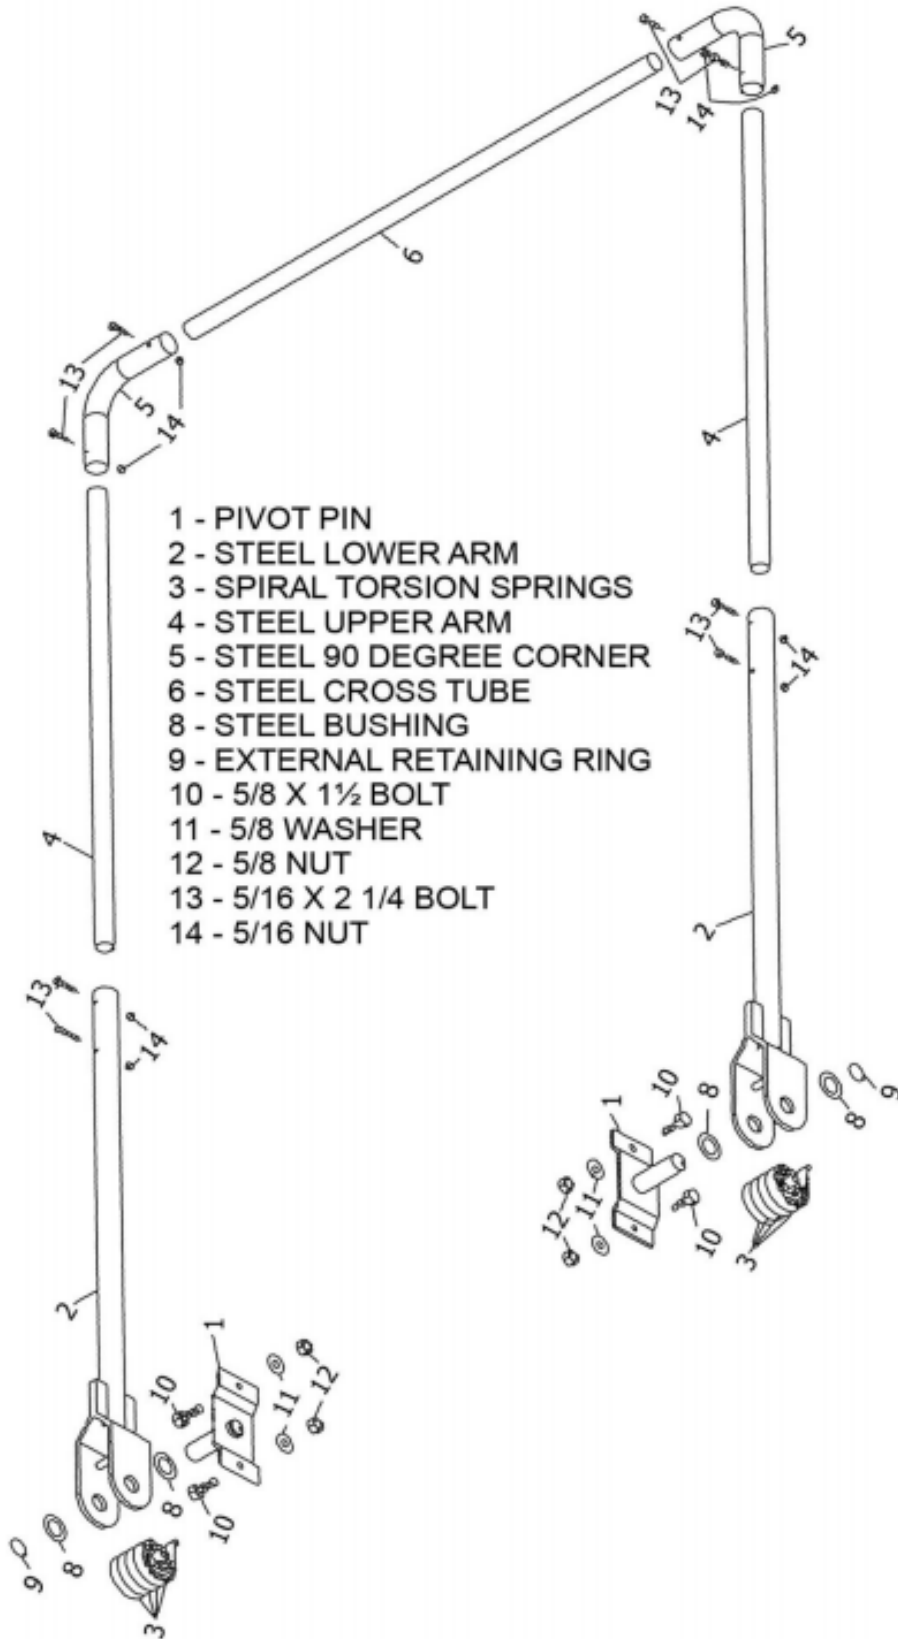 5
13
14
6
13
5
14
4
1 - PIVOT PIN
2 - STEEL LOWER ARM
3 - SPIRAL TORSION SPRINGS
4 - STEEL UPPER ARM
5 - STEEL 90 DEGREE CORNER
6 - STEEL CROSS TUBE
8 - STEEL BUSHING
9 - EXTERNAL RETAINING RING
10 - 5/8 X 1½ BOLT
11 - 5/8 WASHER
12 - 5/8 NUT
13 - 5/16 X 2 1/4 BOLT
14 - 5/16 NUT
13
14
4
2
13
14
10
8
1
8
9
12
11
10
3
2
1
10
11
12
8
10
9
8
3